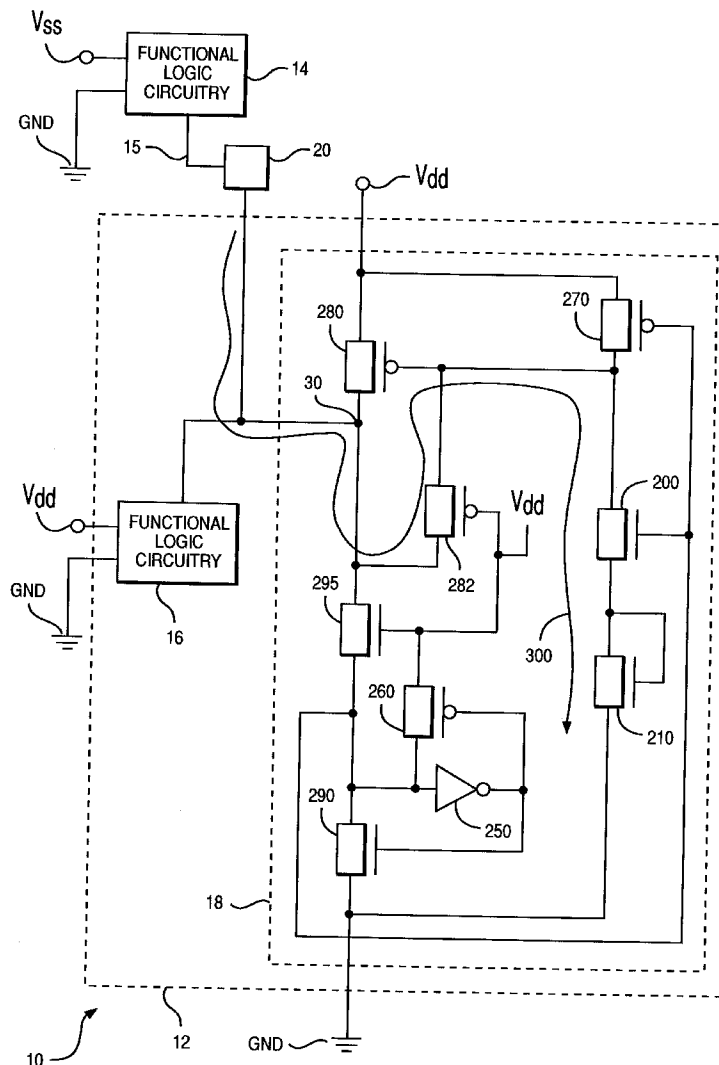 Vss
FUNCTIONAL
LOGIC
CIRCUITRY
14
GND
15
20
Vdd
280
270
30
200
Vdd
Vdd
FUNCTIONAL
LOGIC
CIRCUITRY
282
GND
16
295
300
260
210
290
250
18
12
GND
10